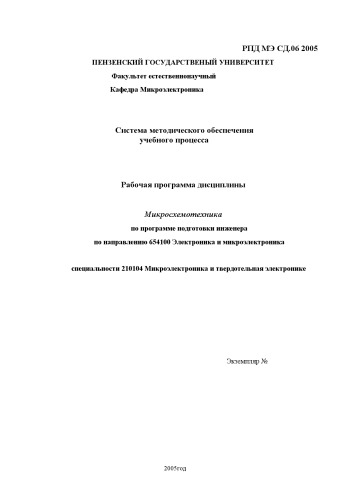 РПД МЭ СД.06 2005
ПЕНЗЕНСКИЙ ГОСУДАРСТВЕНЫЙ УНИВЕРСИТЕТ
Факультет естественнонаучный
Кафедра Микроэлектроника
Система методического обеспечения
учебного процесса
Рабочая программа дисциплины
Микросхемотехника
по программе подготовки инженера
по направлению 654100 Электроника и микроэлектроника
специальности 210104 Микроэлектроника и твердотельная электронике
Экземпляр №
2005год